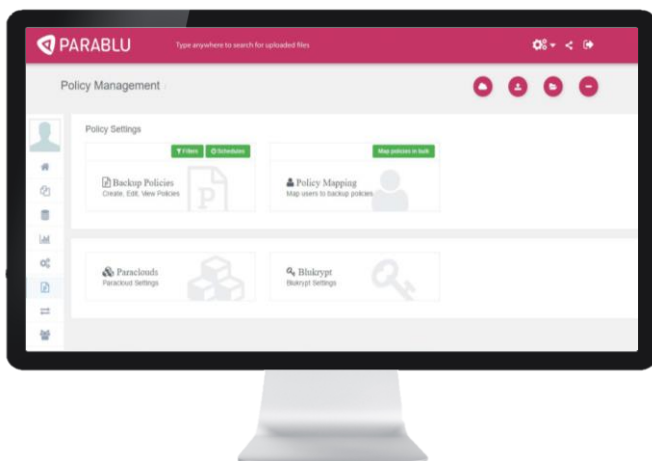 PARABLU
Type anywhere to search for uploaded files
Policy Management
Policy Settings
Filters
Schedules
Map policies in bulk
Backup Policies
Create, Edit, View Policies
Policy Mapping
Map users to backup policies
Paraclouds
Paracloud Settings
Blukrypt
Blukrypt Settings